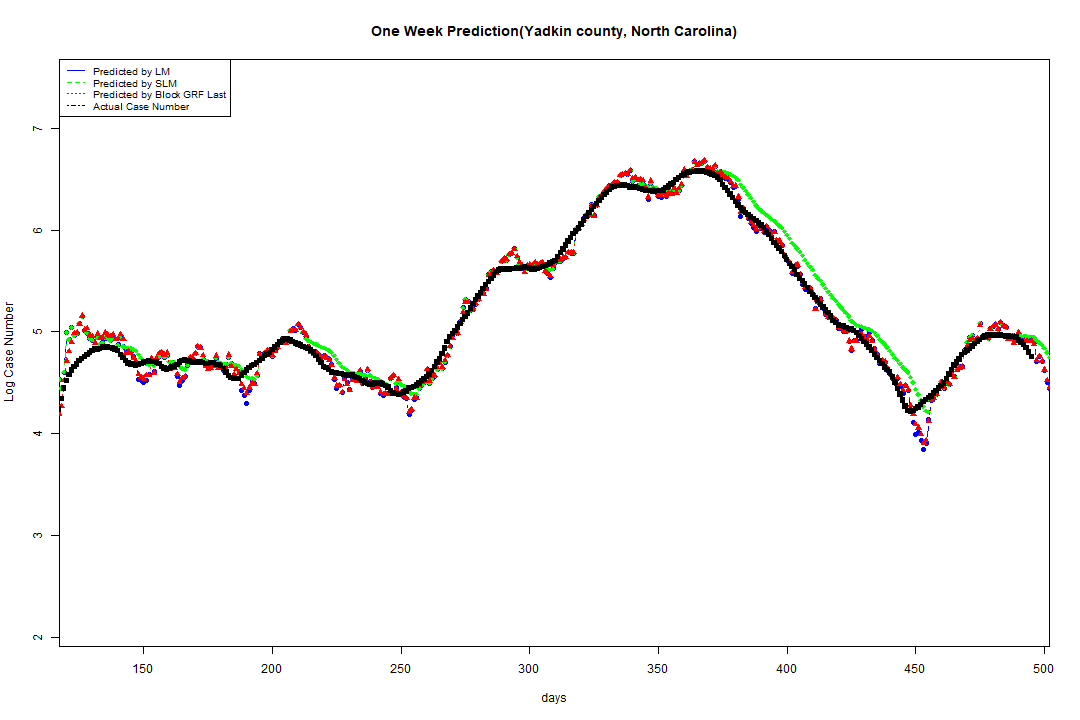 One Week Prediction(Yadkin county, North Carolina)
Predicted by LM
Predicted by SLM
Predicted by Block GRF Last
Actual Case Number
7
6
5
4
3
2
Log Case Number
150 200 250 300 350 400 450 500
days